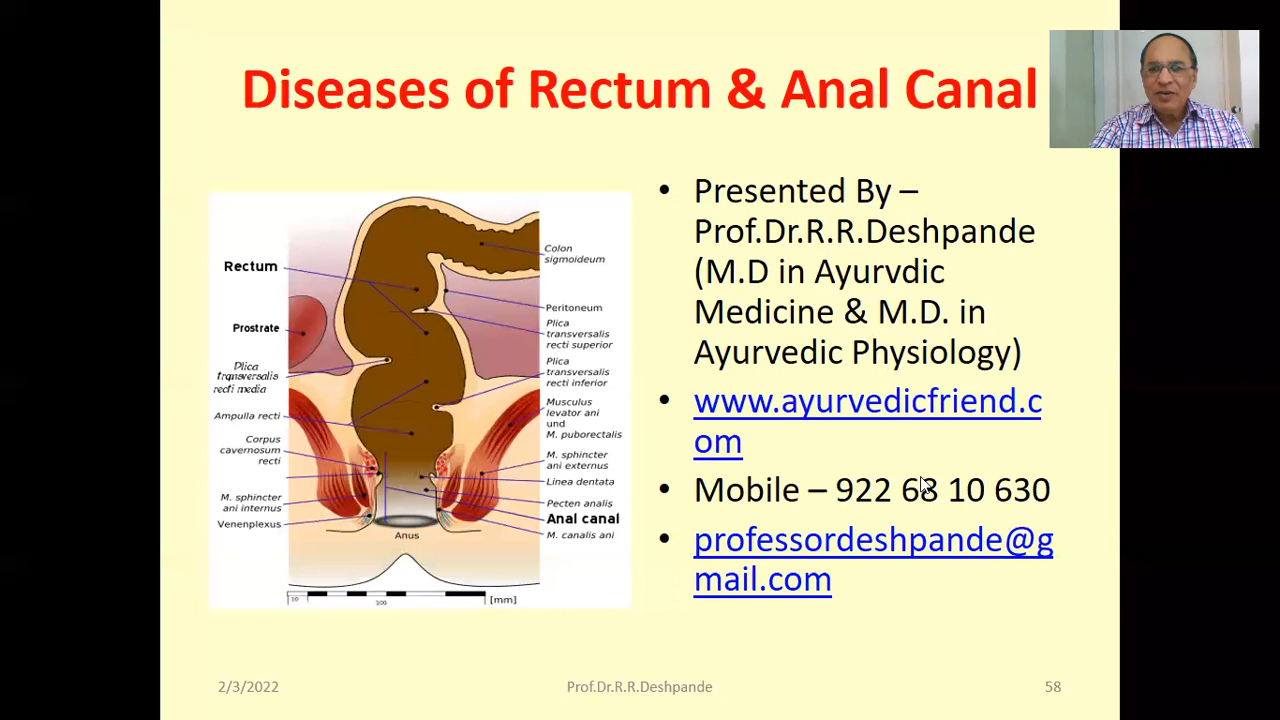 Diseases of Rectum & Anal Canal
Rectum
Prostrate
Plica
transversalis
recti media
Ampulla recti
Corpus
cavernosum
recti
M. sphincter
ani internus
Venenplexus
Colon
sigmoideum
Peritoneum
Plica
transversalis
recti superior
Plica
transversalis
recti inferior
Musculus
levator ani
und
M. puborectalis
M. sphincter
ani externus
Linea dentata
Pecten analis
Anal canal
M. canalis ani
Anus
10
100
[mm]
• Presented By –
Prof.Dr.R.R.Deshpande
(M.D in Ayurvdic
Medicine & M.D. in
Ayurvedic Physiology)
• www.ayurvedicfriend.c
om
• Mobile – 922 68 10 630
• professordeshpande@g
mail.com
2/3/2022
Prof.Dr.R.R.Deshpande
58